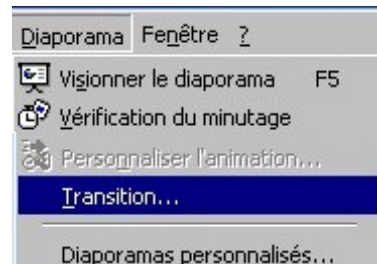 Diaporama Fenêtre ?
Visionner le diaporama F5
Vérification du minutage
Personnaliser l'animation...
Transition...
Diaporamas personnalisés...